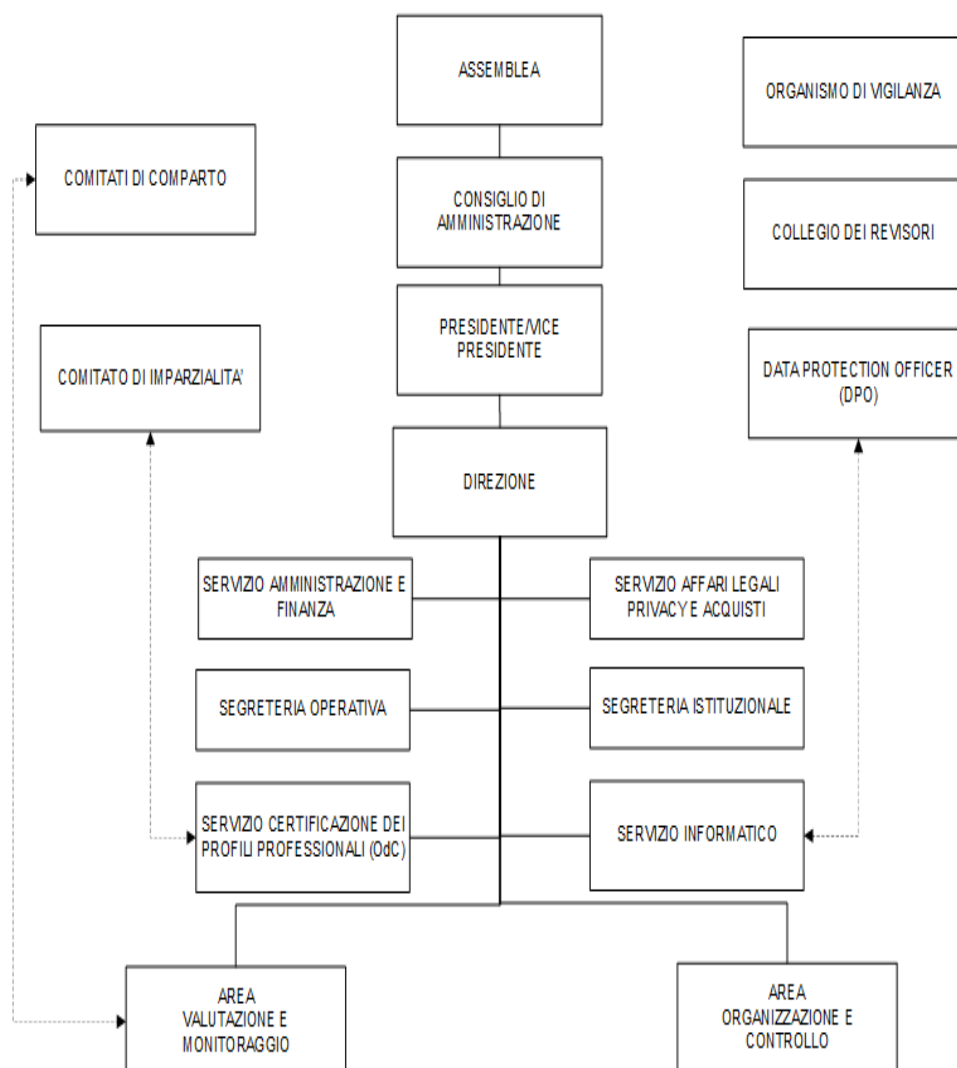 ASSEMBLEA
ORGANISMO DI VIGILANZA
COMITATI DI COMPARTO
CONSIGLIO DI
AMMINISTRAZIONE
COLLEGIO DEI REVISORI
PRESIDENTE/VICE
PRESIDENTE
COMITATO DI IMPARZIALITA'
DATA PROTECTION OFFICER
(DPO)
DIREZIONE
SERVIZIO AMMINISTRAZIONE E
FINANZA
SERVIZIO AFFARI LEGALI
PRIVACY E ACQUISTI
SEGRETERIA OPERATIVA
SEGRETERIA ISTITUZIONALE
SERVIZIO CERTIFICAZIONE DEI
PROFILI PROFESSIONALI (OdC)
SERVIZIO INFORMATICO
AREA
VALUTAZIONE E
MONITORAGGIO
AREA
ORGANIZZAZIONE E
CONTROLLO